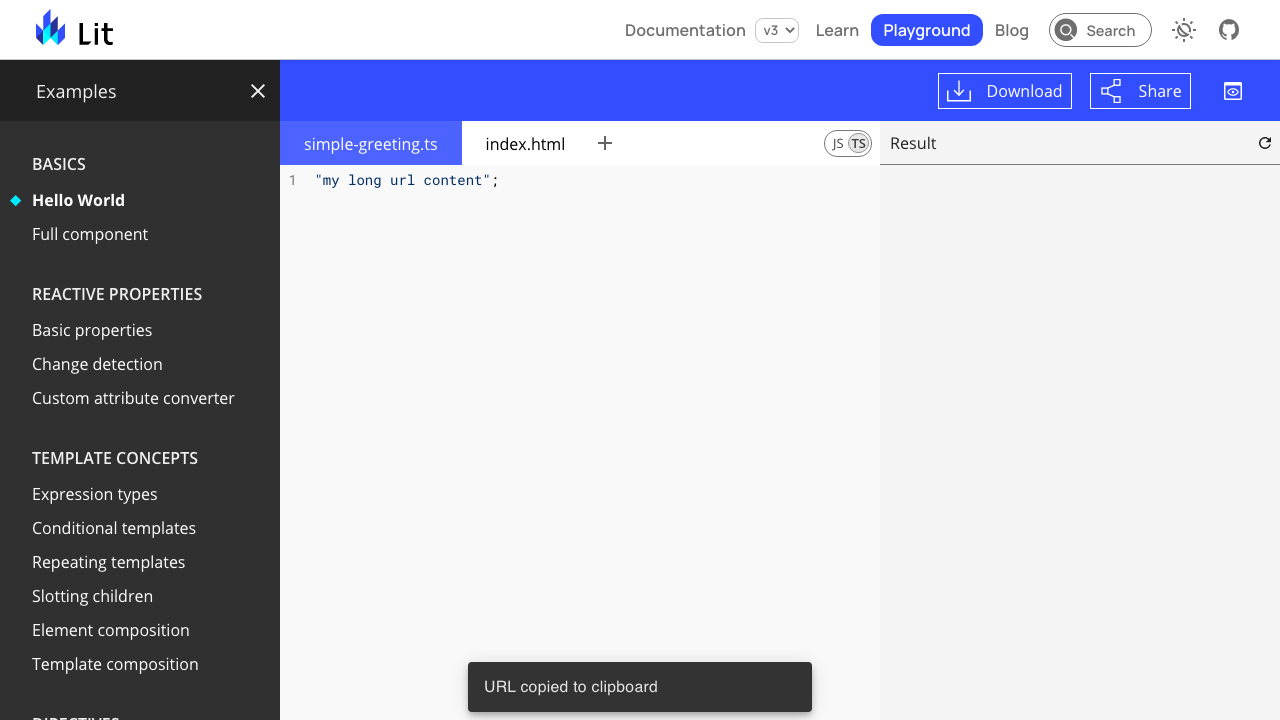 Lit
Documentation v3 Learn Playground Blog Search
Examples
Download Share
BASICS
Hello World
Full component
REACTIVE PROPERTIES
Basic properties
Change detection
Custom attribute converter
TEMPLATE CONCEPTS
Expression types
Conditional templates
Repeating templates
Slotting children
Element composition
Template composition
DIRECTIVES
simple-greeting.ts index.html JS TS
1 "my long url content";
Result
URL copied to clipboard